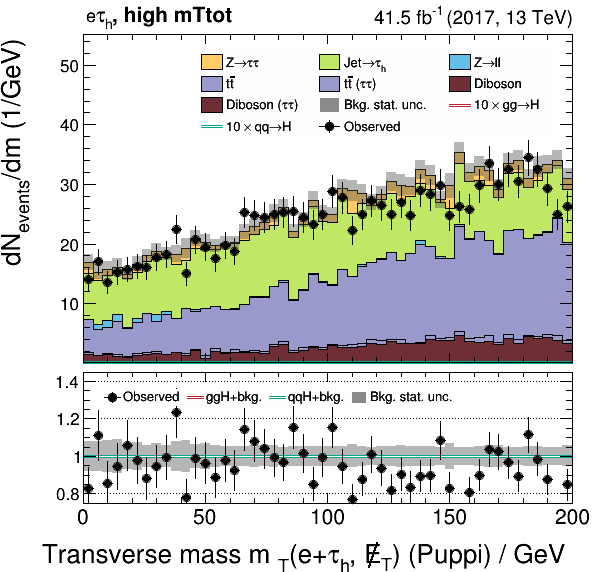 eτh, high mTtot 41.5 fb⁻¹ (2017, 13 TeV)
dNevents/dm (1/GeV)
50
40
30
20
10
Z→ττ Jet→τh Z→ll
tt̄ tt̄ (ττ) Diboson
Diboson (ττ) Bkg. stat. unc. 10 × gg→H
10 × qq→H Observed
1.4
1.2
1
0.8
Observed ggH+bkg. qqH+bkg. Bkg. stat. unc.
0 50 100 150 200
Transverse mass m T(e+τh, E̸T) (Puppi) / GeV